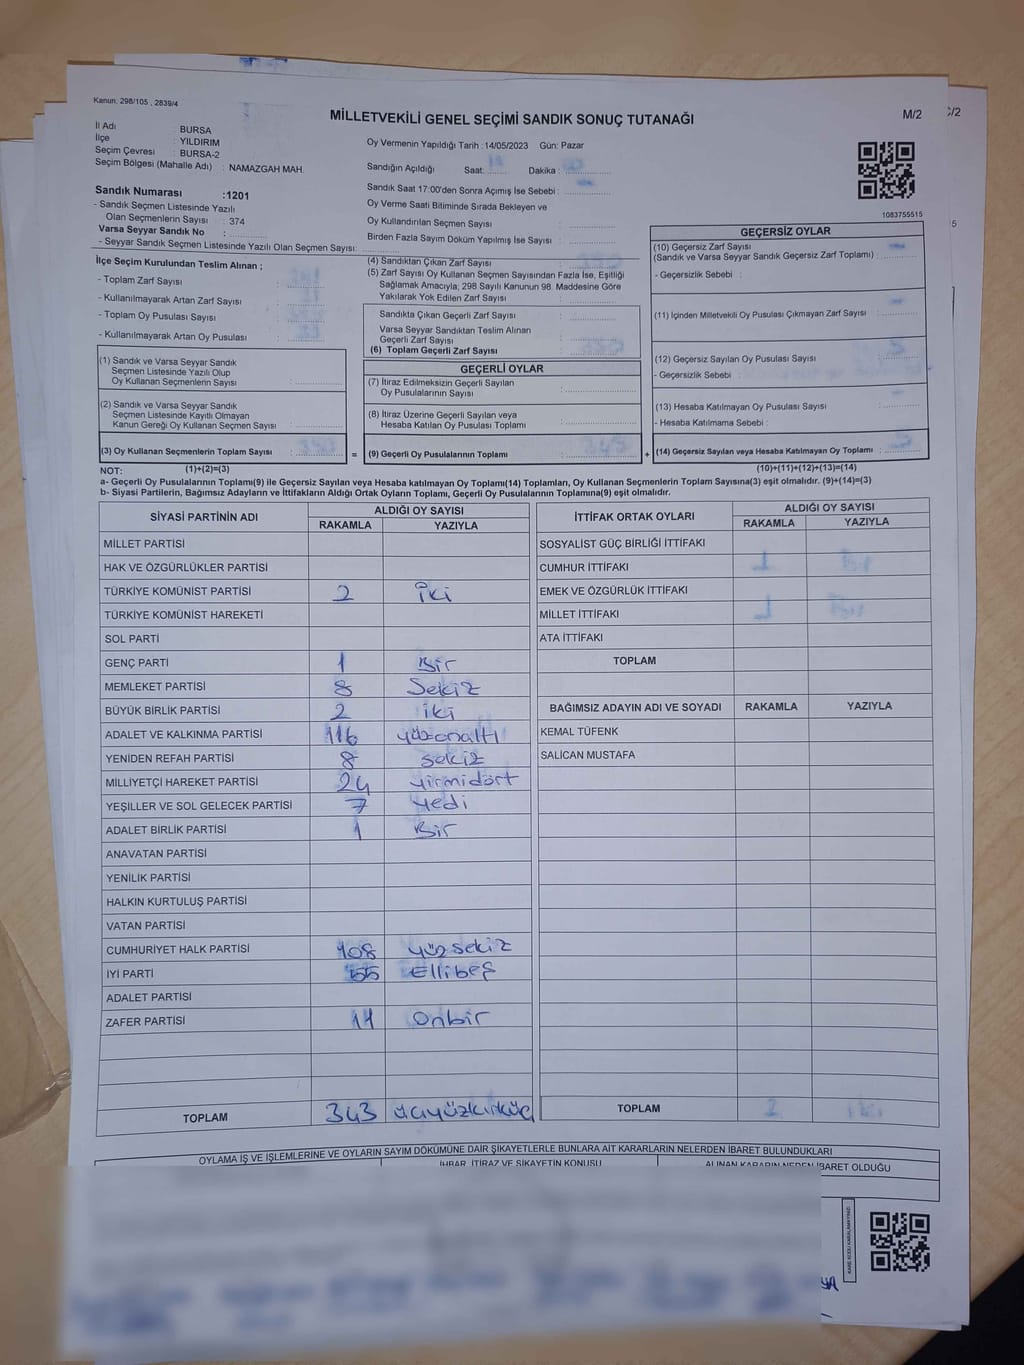 Kanun. 298/105 , 2839/4
MİLLETVEKİLİ GENEL SEÇİMİ SANDIK SONUÇ TUTANAĞI
M/2
C/2
İl Adı : BURSA
İlçe : YILDIRIM
Seçim Çevresi : BURSA-2
Seçim Bölgesi (Mahalle Adı) : NAMAZGAH MAH.
Oy Vermenin Yapıldığı Tarih :14/05/2023 Gün: Pazar
Sandığın Açıldığı Saat: Dakika :
Sandık Saat 17:00'den Sonra Açımış İse Sebebi :
Oy Verme Saati Bitiminde Sırada Bekleyen ve
Oy Kullandırılan Seçmen Sayısı :
Birden Fazla Sayım Döküm Yapılmış İse Sayısı :
1083755515
Sandık Numarası :1201
- Sandık Seçmen Listesinde Yazılı
Olan Seçmenlerin Sayısı : 374
Varsa Seyyar Sandık No :
- Seyyar Sandık Seçmen Listesinde Yazılı Olan Seçmen Sayısı:
İlçe Seçim Kurulundan Teslim Alınan ;
- Toplam Zarf Sayısı :
- Kullanılmayarak Artan Zarf Sayısı :
- Toplam Oy Pusulası Sayısı :
- Kullanılmayarak Artan Oy Pusulası :
(1) Sandık ve Varsa Seyyar Sandık
Seçmen Listesinde Yazılı Olup
Oy Kullanan Seçmenlerin Sayısı :
(2) Sandık ve Varsa Seyyar Sandık
Seçmen Listesinde Kayıtlı Olmayan
Kanun Gereği Oy Kullanan Seçmen Sayısı :
(3) Oy Kullanan Seçmenlerin Toplam Sayısı : 350 =
(4) Sandıktan Çıkan Zarf Sayısı : 350
(5) Zarf Sayısı Oy Kullanan Seçmen Sayısından Fazla İse, Eşitliği
Sağlamak Amacıyla; 298 Sayılı Kanunun 98. Maddesine Göre
Yakılarak Yok Edilen Zarf Sayısı :
Sandıkta Çıkan Geçerli Zarf Sayısı :
Varsa Seyyar Sandıktan Teslim Alınan
Geçerli Zarf Sayısı :
(6) Toplam Geçerli Zarf Sayısı : 350
GEÇERLİ OYLAR
(7) İtiraz Edilmeksizin Geçerli Sayılan
Oy Pusulalarının Sayısı :
(8) İtiraz Üzerine Geçerli Sayılan veya
Hesaba Katılan Oy Pusulası Toplamı :
(9) Geçerli Oy Pusulalarının Toplamı : 345 +
GEÇERSİZ OYLAR
(10) Geçersiz Zarf Sayısı
(Sandık ve Varsa Seyyar Sandık Geçersiz Zarf Toplamı) :
- Geçersizlik Sebebi :
(11) İçinden Milletvekili Oy Pusulası Çıkmayan Zarf Sayısı :
(12) Geçersiz Sayılan Oy Pusulası Sayısı : 5
- Geçersizlik Sebebi :
(13) Hesaba Katılmayan Oy Pusulası Sayısı :
- Hesaba Katılmama Sebebi :
(14) Geçersiz Sayılan veya Hesaba Katılmayan Oy Toplamı : 5
NOT: (1)+(2)=(3) (10)+(11)+(12)+(13)=(14)
a- Geçerli Oy Pusulalarının Toplamı(9) ile Geçersiz Sayılan veya Hesaba katılmayan Oy Toplamı(14) Toplamları, Oy Kullanan Seçmenlerin Toplam Sayısına(3) eşit olmalıdır. (9)+(14)=(3)
b- Siyasi Partilerin, Bağımsız Adayların ve İttifakların Aldığı Ortak Oyların Toplamı, Geçerli Oy Pusulalarının Toplamına(9) eşit olmalıdır.
SİYASİ PARTİNİN ADI ALDIĞI OY SAYISI
RAKAMLA YAZIYLA
MİLLET PARTİSİ
HAK VE ÖZGÜRLÜKLER PARTİSİ
TÜRKİYE KOMÜNİST PARTİSİ 2 iki
TÜRKİYE KOMÜNİST HAREKETİ
SOL PARTİ
GENÇ PARTİ 1 Bir
MEMLEKET PARTİSİ 8 Sekiz
BÜYÜK BİRLİK PARTİSİ 2 iki
ADALET VE KALKINMA PARTİSİ 116 yüzonaltı
YENİDEN REFAH PARTİSİ 8 sekiz
MİLLİYETÇİ HAREKET PARTİSİ 24 yirmidört
YEŞİLLER VE SOL GELECEK PARTİSİ 7 yedi
ADALET BİRLİK PARTİSİ 1 Bir
ANAVATAN PARTİSİ
YENİLİK PARTİSİ
HALKIN KURTULUŞ PARTİSİ
VATAN PARTİSİ
CUMHURİYET HALK PARTİSİ 108 yüzsekiz
İYİ PARTİ 55 Ellibeş
ADALET PARTİSİ
ZAFER PARTİSİ 11 Onbir
TOPLAM 343 üçyüzkırküç
İTTİFAK ORTAK OYLARI ALDIĞI OY SAYISI
RAKAMLA YAZIYLA
SOSYALİST GÜÇ BİRLİĞİ İTTİFAKI
CUMHUR İTTİFAKI 1 Bir
EMEK VE ÖZGÜRLÜK İTTİFAKI
MİLLET İTTİFAKI 1 Bir
ATA İTTİFAKI
TOPLAM
BAĞIMSIZ ADAYIN ADI VE SOYADI RAKAMLA YAZIYLA
KEMAL TÜFENK
SALİCAN MUSTAFA
TOPLAM 2 iki
OYLAMA İŞ VE İŞLEMLERİNE VE OYLARIN SAYIM DÖKÜMÜNE DAİR ŞİKAYETLERLE BUNLARA AİT KARARLARIN NELERDEN İBARET BULUNDUKLARI
İHBAR, İTİRAZ VE ŞİKAYETİN KONUSU
ALINAN KARARIN NEDEN İBARET OLDUĞU